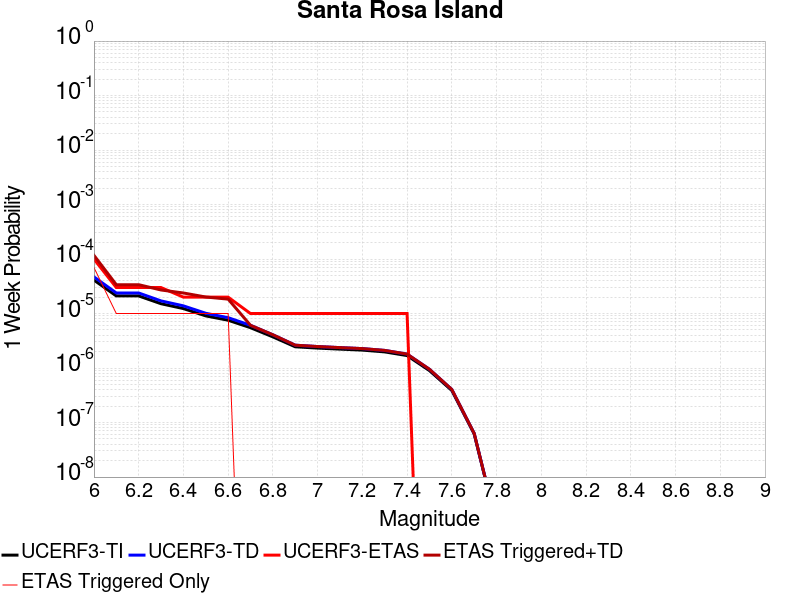 Santa Rosa Island
1 Week Probability
10^0
10^-1
10^-2
10^-3
10^-4
10^-5
10^-6
10^-7
10^-8
6 6.2 6.4 6.6 6.8 7 7.2 7.4 7.6 7.8 8 8.2 8.4 8.6 8.8 9
Magnitude
UCERF3-TI UCERF3-TD UCERF3-ETAS ETAS Triggered+TD
ETAS Triggered Only